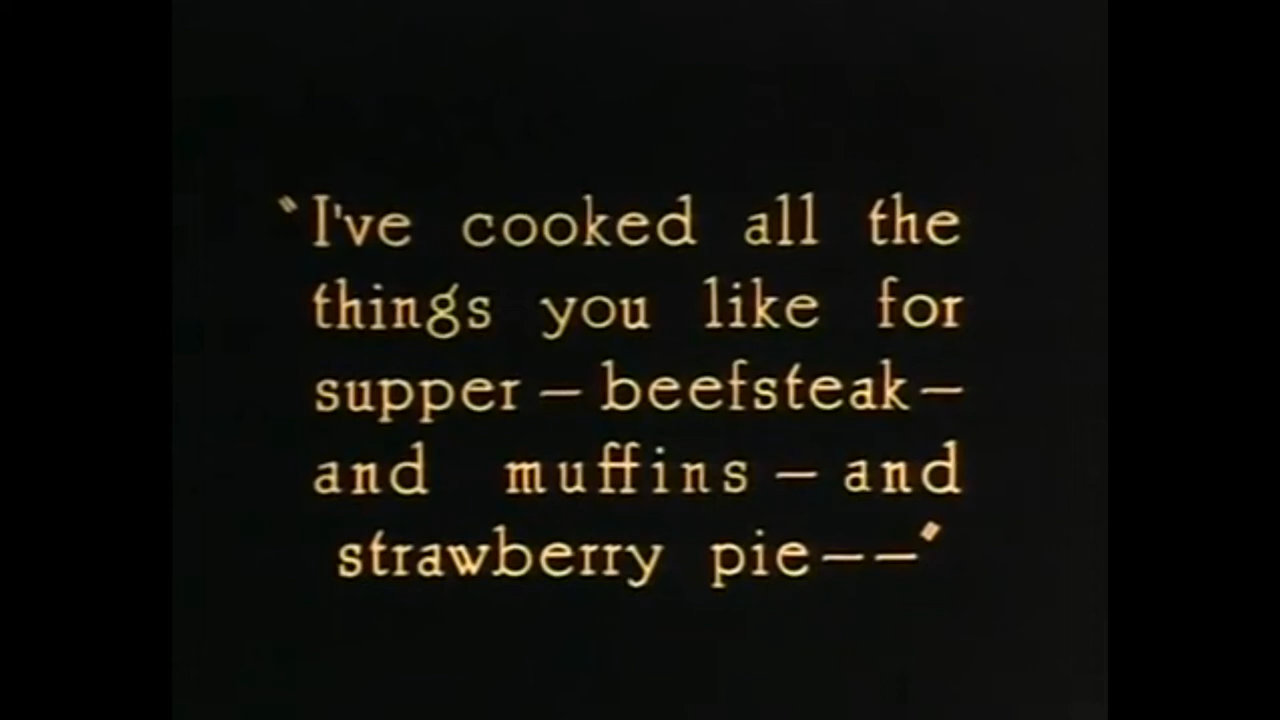 "I've cooked all the
things you like for
supper — beefsteak —
and muffins — and
strawberry pie — —"